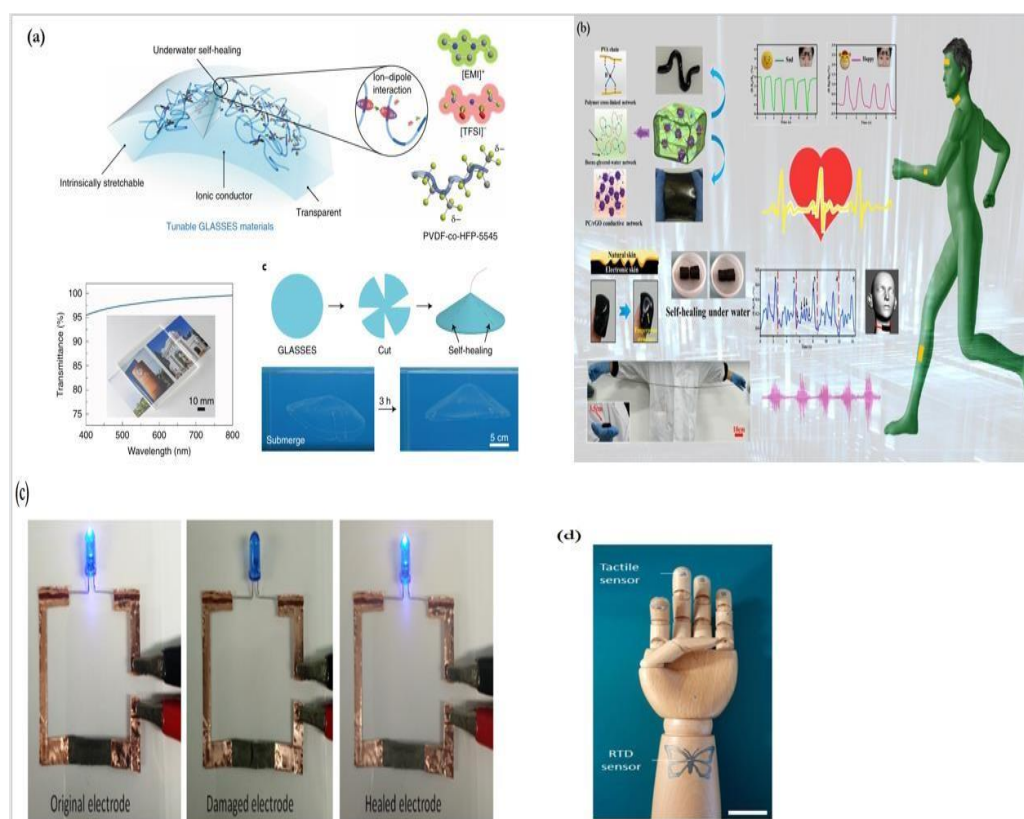 (a)
Underwater self-healing
Ion–dipole
interaction
[EMI]+
[TFSI]−
Intrinsically stretchable
Ionic conductor
Transparent
Tunable GLASSES materials
δ−
δ−
PVDF-co-HFP-5545
Transmittance (%)
100
95
90
85
80
75
10 mm
400
500
600
700
800
Wavelength (nm)
c
GLASSES
Cut
Self-healing
Submerge
3 h
5 cm
(b)
PVA chain
Polymer cross-linked network
Borax-glycerol-water network
PC/rGO conductive network
Sad
Happy
Time (s)
Time (s)
Natural skin
Electronic skin
Self-healing under water
Time (s)
10cm
(c)
Original electrode
Damaged electrode
Healed electrode
(d)
Tactile
sensor
RTD
sensor